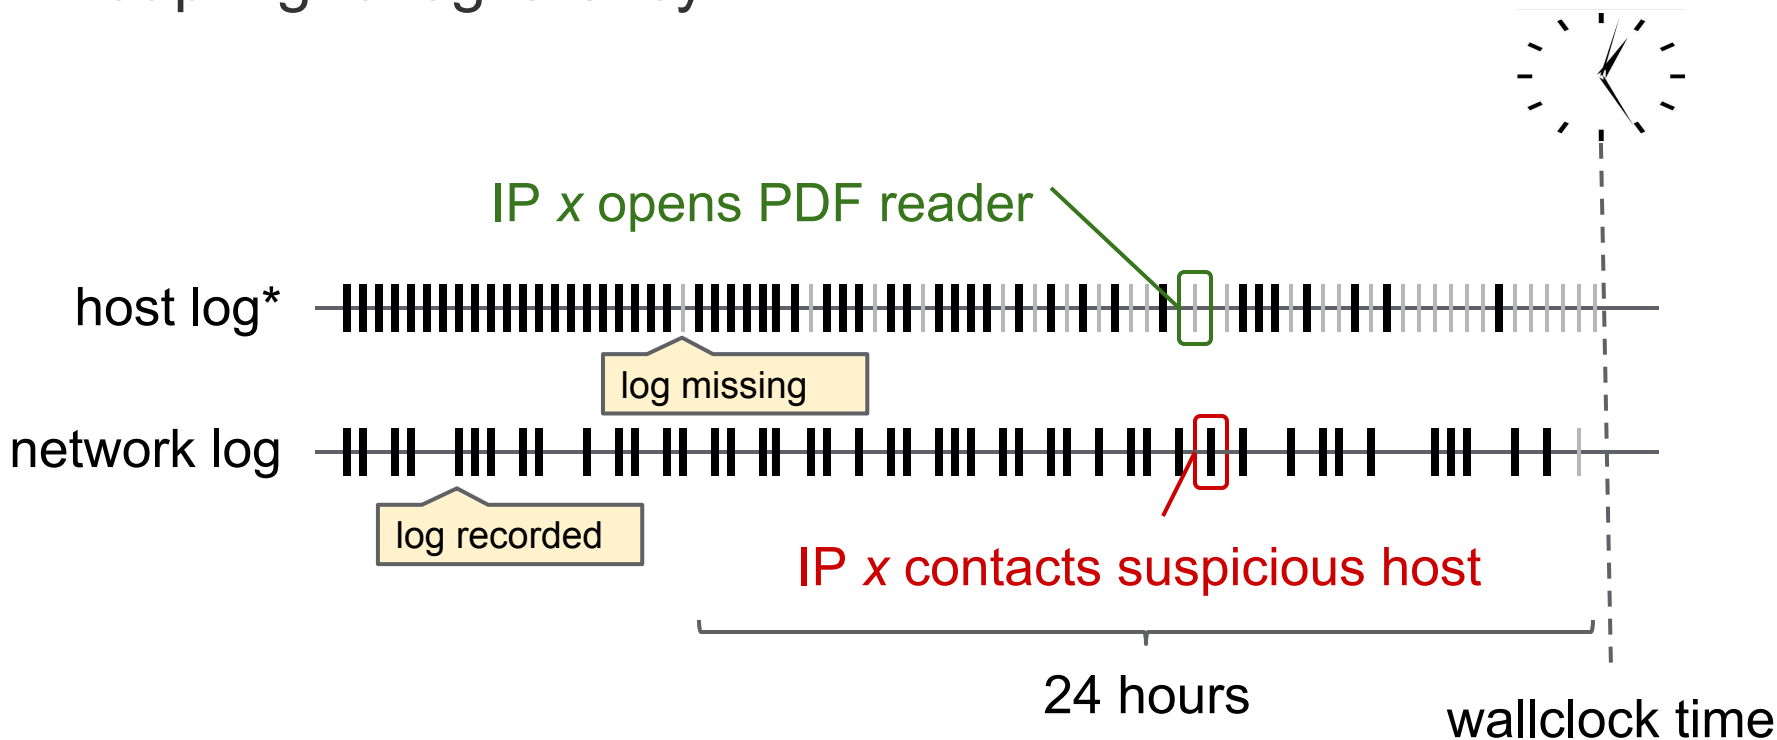 IP x opens PDF reader
host log*
log missing
network log
log recorded
IP x contacts suspicious host
24 hours
wallclock time